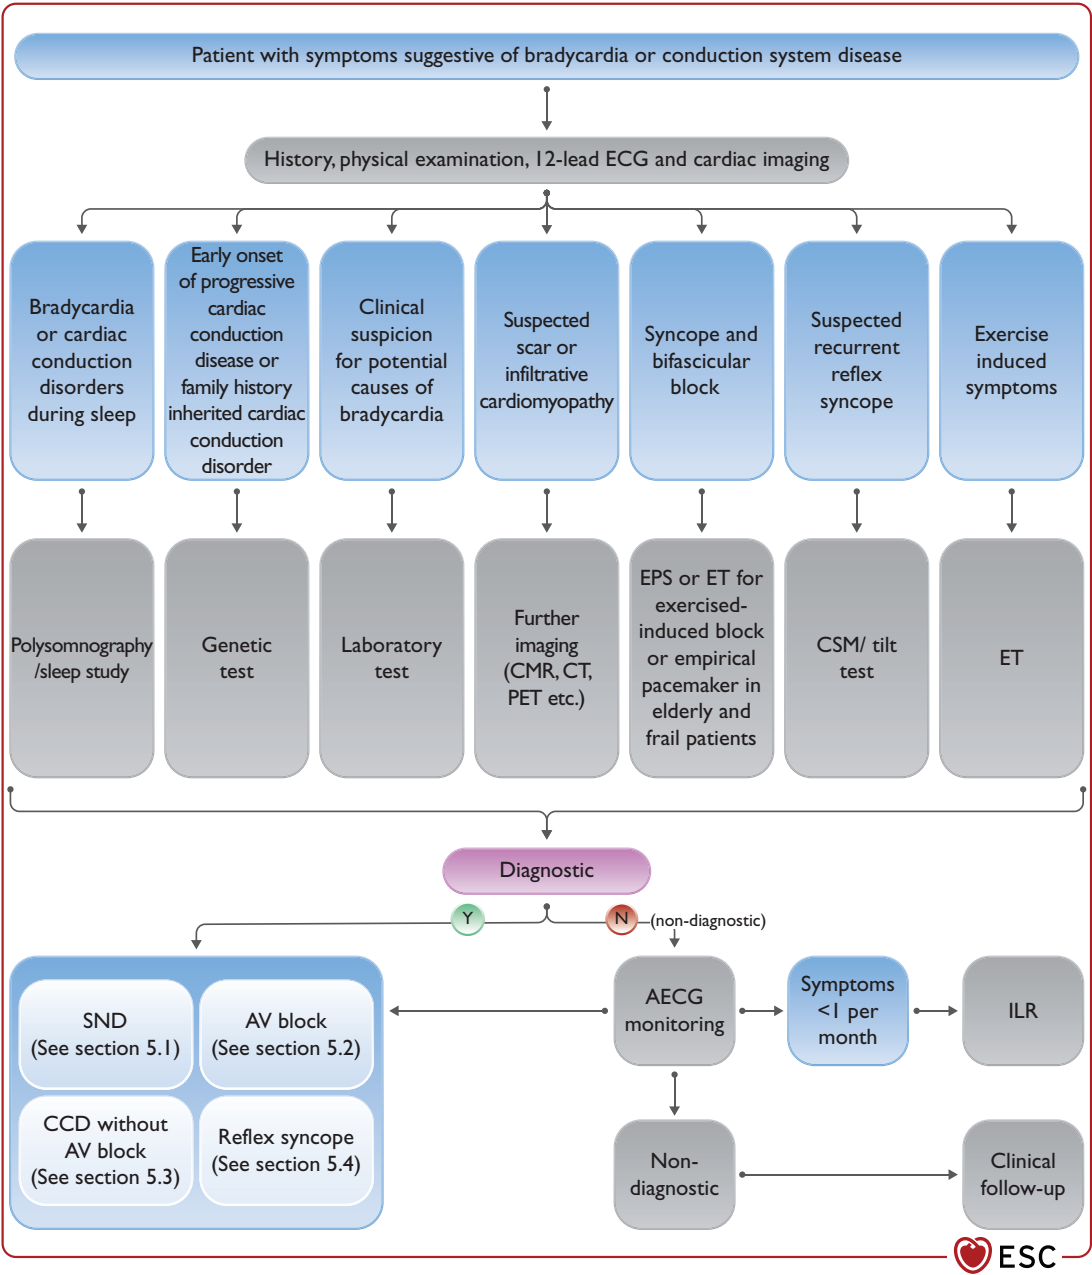 Patient with symptoms suggestive of bradycardia or conduction system disease
History, physical examination, 12-lead ECG and cardiac imaging
Bradycardia
or cardiac
conduction
disorders
during sleep
Early onset
of progressive
cardiac
conduction
disease or
family history
inherited cardiac
conduction
disorder
Clinical
suspicion
for potential
causes of
bradycardia
Suspected
scar or
infiltrative
cardiomyopathy
Syncope and
bifascicular
block
Suspected
recurrent
reflex
syncope
Exercise
induced
symptoms
Polysomnography
/sleep study
Genetic
test
Laboratory
test
Further
imaging
(CMR, CT,
PET etc.)
EPS or ET for
exercised-
induced block
or empirical
pacemaker in
elderly and
frail patients
CSM/ tilt
test
ET
Diagnostic
Y
N
(non-diagnostic)
SND
(See section 5.1)
AV block
(See section 5.2)
CCD without
AV block
(See section 5.3)
Reflex syncope
(See section 5.4)
AECG
monitoring
Symptoms
<1 per
month
ILR
Non-
diagnostic
Clinical
follow-up
ESC